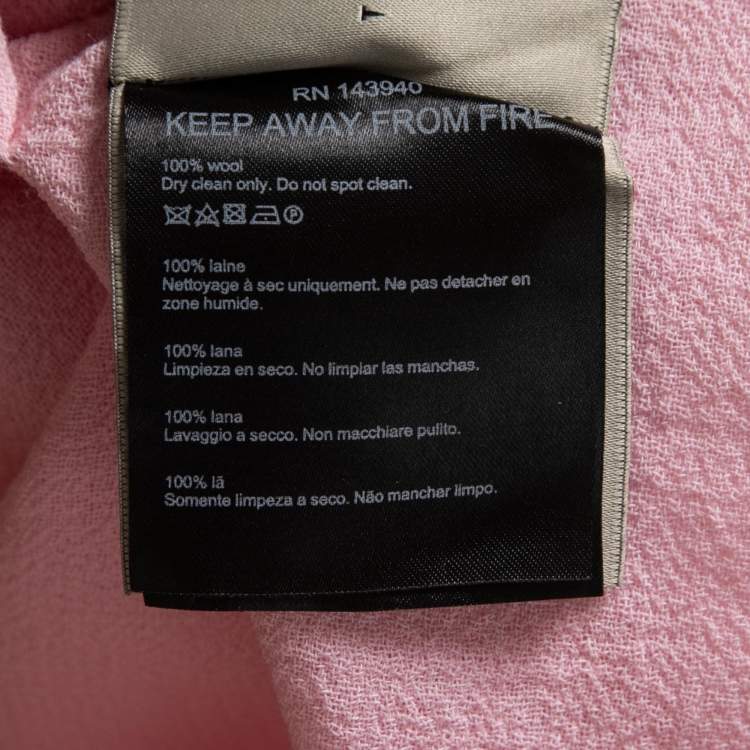 T
RN 143940
KEEP AWAY FROM FIRE
100% wool
Dry clean only. Do not spot clean.
100% laine
Nettoyage à sec uniquement. Ne pas detacher en
zone humide.
100% lana
Limpieza en seco. No limpiar las manchas.
100% lana
Lavaggio a secco. Non macchiare pulito.
100% lã
Somente limpeza a seco. Não manchar limpo.